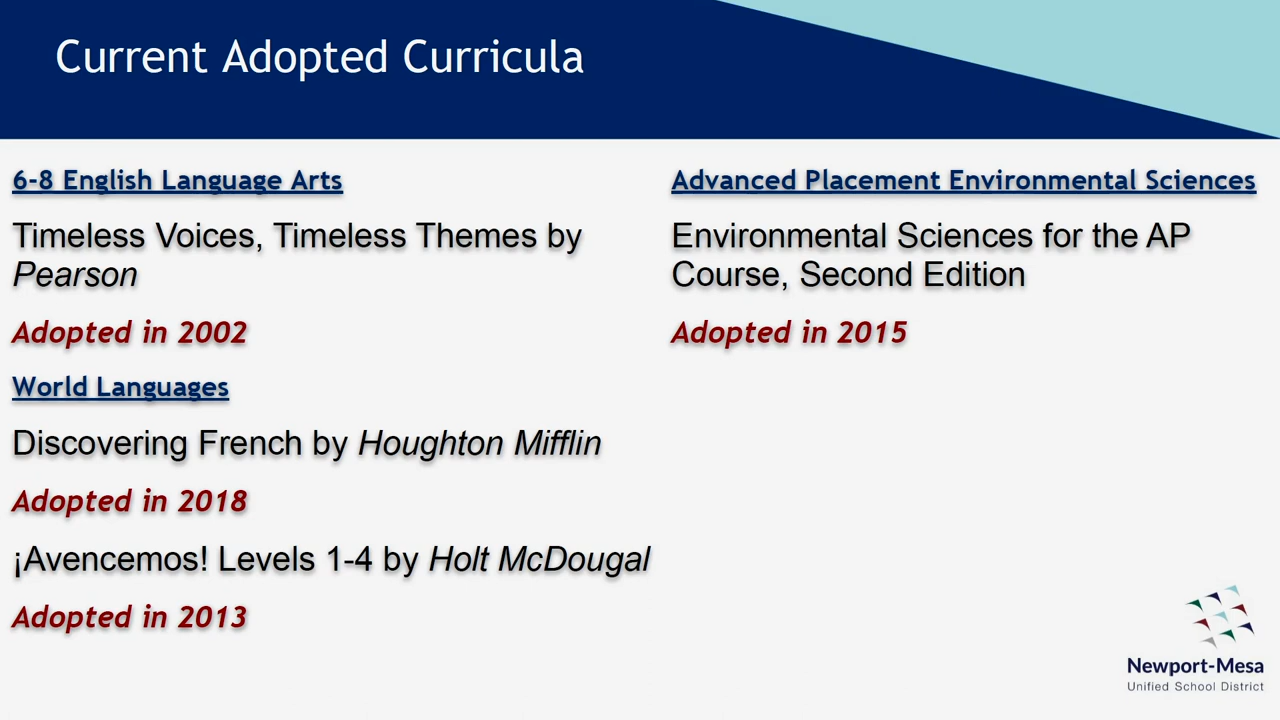 Current Adopted Curricula
6-8 English Language Arts
Timeless Voices, Timeless Themes by
Pearson
Adopted in 2002
World Languages
Discovering French by Houghton Mifflin
Adopted in 2018
¡Avencemos! Levels 1-4 by Holt McDougal
Adopted in 2013
Advanced Placement Environmental Sciences
Environmental Sciences for the AP
Course, Second Edition
Adopted in 2015
Newport-Mesa
Unified School District